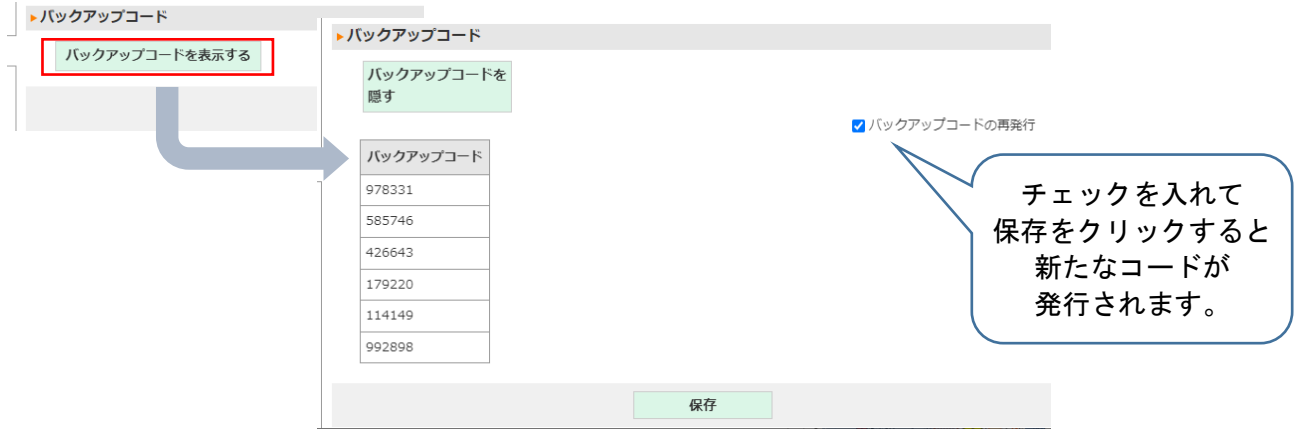 バックアップコード
バックアップコードを表示する
バックアップコード
バックアップコードを
隠す
バックアップコードの再発行
バックアップコード
978331
585746
426643
179220
114149
992898
チェックを入れて
保存をクリックすると
新たなコードが
発行されます。
保存